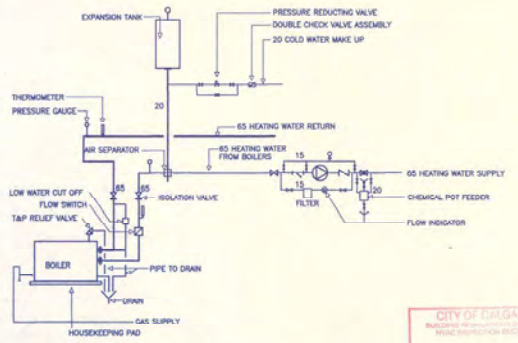 EXPANSION TANK
PRESSURE REDUCTING VALVE
DOUBLE CHECK VALVE ASSEMBLY
20 COLD WATER MAKE UP
20
THERMOMETER
PRESSURE GAUGE
65 HEATING WATER RETURN
AIR SEPARATOR
65 HEATING WATER
FROM BOILERS
15
65 HEATING WATER SUPPLY
65
65
LOW WATER CUT OFF
ISOLATION VALVE
15
FILTER
20
CHEMICAL POT FEEDER
FLOW SWITCH
T&P RELIEF VALVE
FLOW INDICATOR
BOILER
PIPE TO DRAIN
DRAIN
GAS SUPPLY
HOUSEKEEPING PAD
CITY OF CALGA